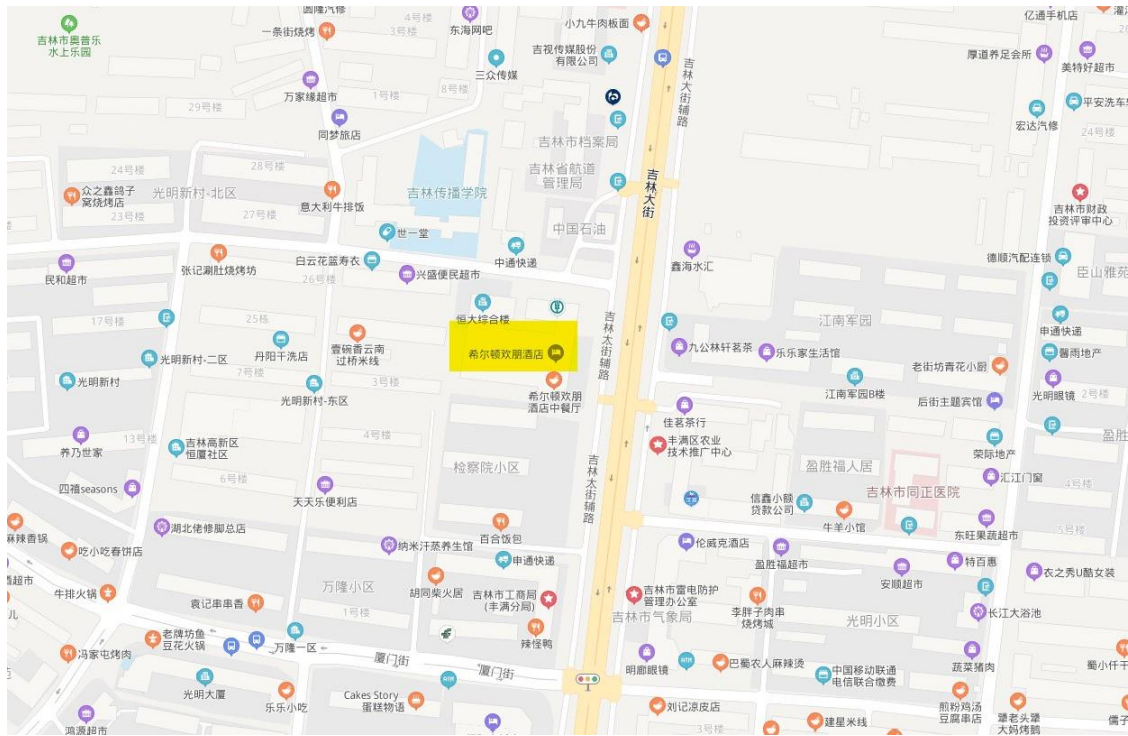 圆隆汽修
一条街烧烤
4号楼
3号楼
东海网吧
小九牛肉板面
亿通手机店
吉林市奥普乐
水上乐园
吉视传媒股份
有限公司
厚道养足会所
美特好超市
三众传媒
万家缘超市
1号楼
8号楼
29号楼
同梦旅店
吉林大街辅路
平安洗车
宏达汽修
24号楼
吉林市档案局
吉林省航道
管理局
28号楼
24号楼
众之鑫鸽子
窝烧烤店
光明新村-北区
意大利牛排饭
吉林传播学院
吉林大街
吉林市财政
投资评审中心
23号楼
27号楼
中国石油
世一堂
张记涮肚烧烤坊
白云花篮寿衣
中通快递
鑫海水汇
德顺汽配连锁
臣山雅苑
民和超市
26号楼
兴盛便民超市
恒大综合楼
17号楼
25栋
江南军园
申通快递
丹阳干洗店
壹碗香云南
过桥米线
希尔顿欢朋酒店
吉林大街辅路
九公林轩茗茶
乐乐家生活馆
馨雨地产
光明新村-二区
老街坊青花小厨
光明新村
7号楼
3号楼
光明新村-东区
希尔顿欢朋
酒店中餐厅
江南军园B楼
后街主题宾馆
光明眼镜
2号楼
佳茗茶行
养乃世家
13号楼
吉林高新区
恒厦社区
4号楼
丰满区农业
技术推广中心
荣际地产
盈胜
检察院小区
吉林大街辅路
盈胜福人居
6号楼
汇江门窗
4号楼
四禧seasons
天天乐便利店
信鑫小额
贷款公司
吉林市同正医院
牛羊小馆
麻辣香锅
湖北佬修脚总店
百合饭包
东旺果蔬超市
5号楼
吃小吃春饼店
纳米汗蒸养生馆
申通快递
伦威克酒店
盈胜福超市
特百惠
酒超市
万隆小区
胡同柴火居
安顺超市
衣之秀U酷女装
牛排火锅
袁记串串香
1号楼
吉林市工商局
(丰满分局)
吉林市雷电防护
管理办公室
李胖子肉串
烧烤城
长江大浴池
吉林市气象局
光明小区
老牌坊鱼
豆花火锅
万隆一区
辣怪鸭
冯家屯烤肉
厦门街
厦门街
明廊眼镜
巴蜀农人麻辣烫
蔬菜猪肉
中国移动联通
电信联合缴费
蜀小仟干
光明大厦
乐乐小吃
Cakes Story
蛋糕物语
刘记凉皮店
煎粉鸡汤
豆腐串店
犟老头犟
大妈烤鹅
鸿源超市
3号楼
建星米线